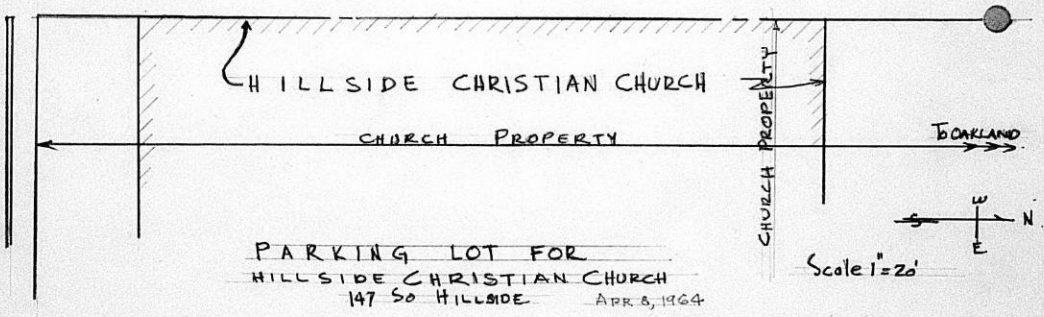 HILLSIDE CHRISTIAN CHURCH
CHURCH PROPERTY
CHURCH PROPERTY
TO OAKLAND
W
S N
E
PARKING LOT FOR
HILLSIDE CHRISTIAN CHURCH
147 SO HILLSIDE APR 8, 1964
Scale 1"=20'